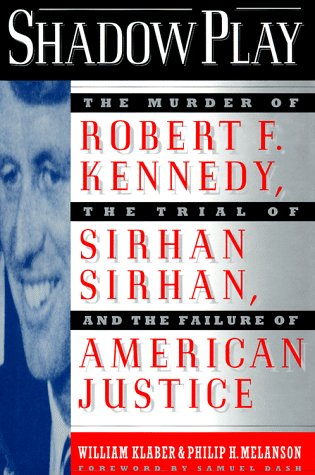 SHADOW PLAY
THE MURDER OF
ROBERT F.
KENNEDY,
THE TRIAL OF
SIRHAN
SIRHAN,
AND THE FAILURE OF
AMERICAN
JUSTICE
WILLIAM KLABER & PHILIP H. MELANSON
FOREWORD BY SAMUEL DASH